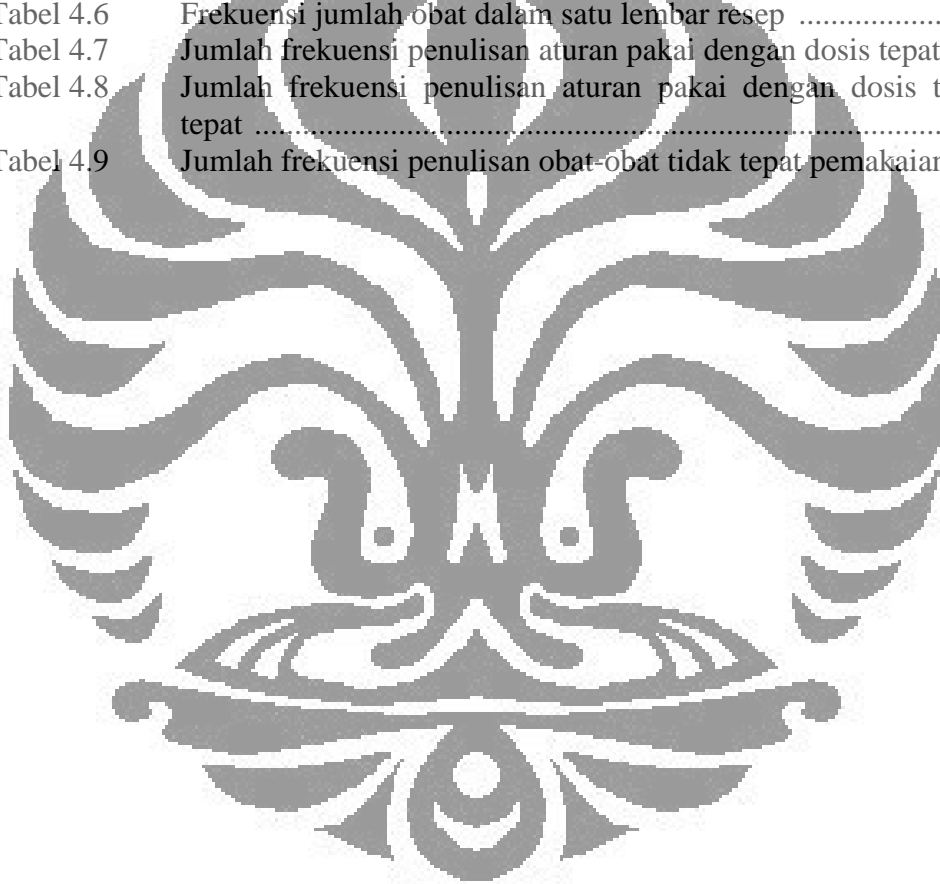 Tabel 4.6 Frekuensi jumlah obat dalam satu lembar resep ....................
Tabel 4.7 Jumlah frekuensi penulisan aturan pakai dengan dosis tepat
Tabel 4.8 Jumlah frekuensi penulisan aturan pakai dengan dosis
tepat ....................................................................................................
Tabel 4.9 Jumlah frekuensi penulisan obat-obat tidak tepat pemakaian